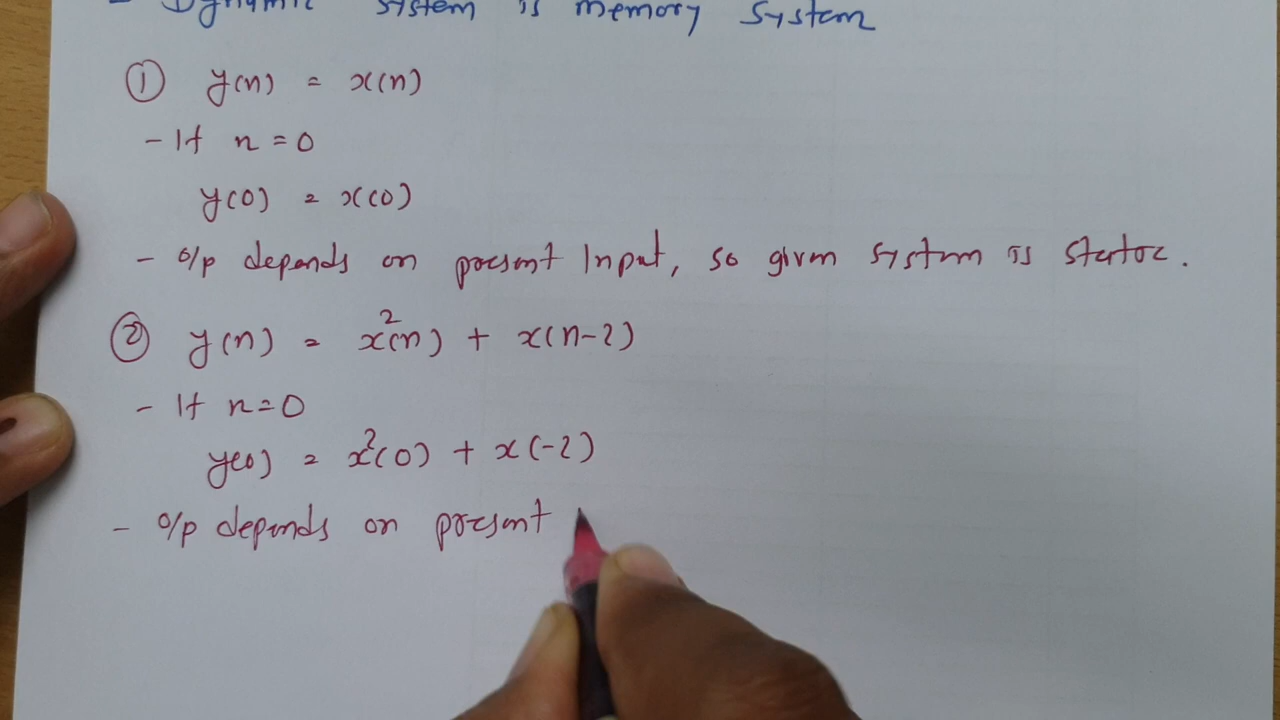 - Dynamic system is memory system
① y(n) = x(n)
- If n = 0
y(0) = x(0)
- o/p depends on present Input, so given system is static.
② y(n) = x²(n) + x(n-2)
- If n = 0
y(0) = x²(0) + x(-2)
- o/p depends on present